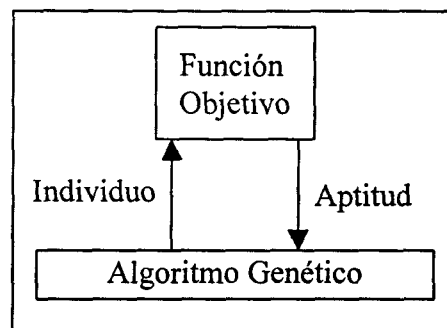 Función
Objetivo
Individuo
Aptitud
Algoritmo Genético